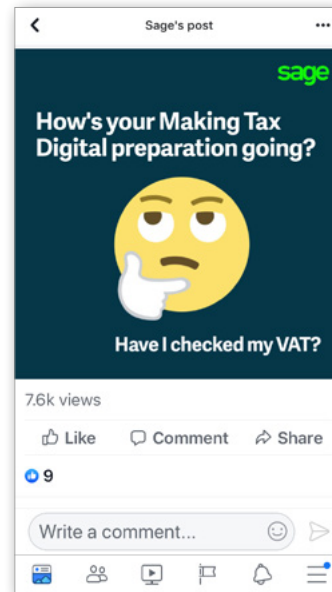 Sage's post
sage
How's your Making Tax
Digital preparation going?
Have I checked my VAT?
7.6k views
Like Comment Share
9
Write a comment...